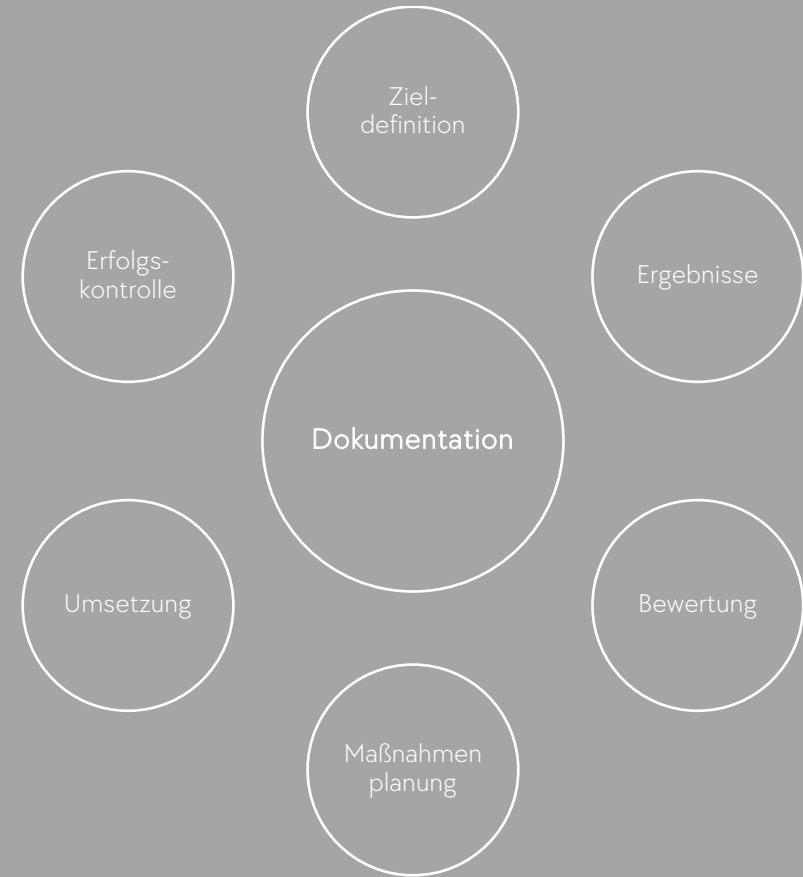 Ziel-
definition
Erfolgs-
kontrolle
Ergebnisse
Dokumentation
Umsetzung
Bewertung
Maßnahmen
planung